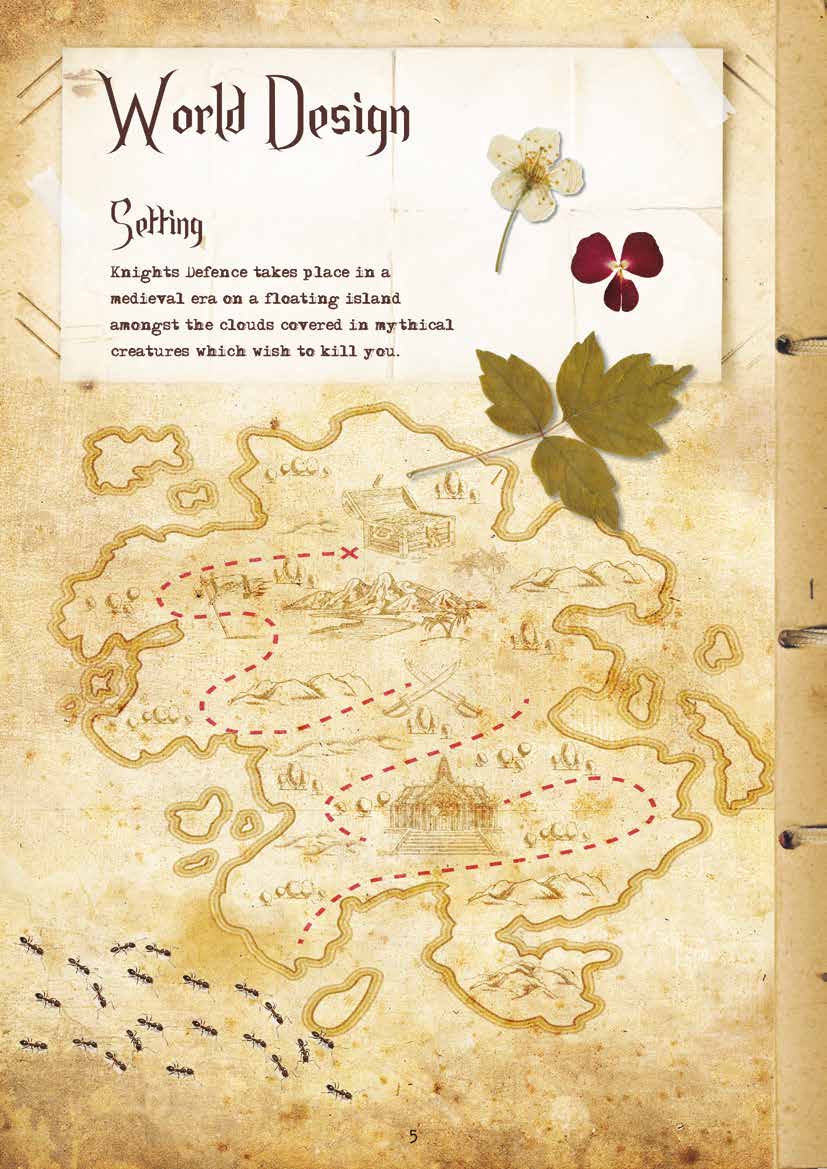 World Design
Setting
Knights Defence takes place in a
medieval era on a floating island
amongst the clouds covered in mythical
creatures which wish to kill you.
5